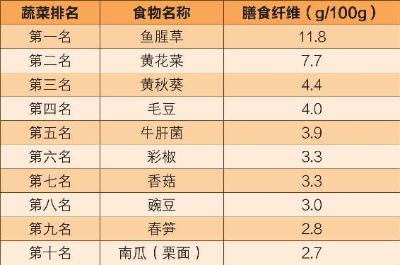 蔬菜排名 食物名称 膳食纤维（g/100g）
第一名 鱼腥草 11.8
第二名 黄花菜 7.7
第三名 黄秋葵 4.4
第四名 毛豆 4.0
第五名 牛肝菌 3.9
第六名 彩椒 3.3
第七名 香菇 3.3
第八名 豌豆 3.0
第九名 春笋 2.8
第十名 南瓜（栗面） 2.7